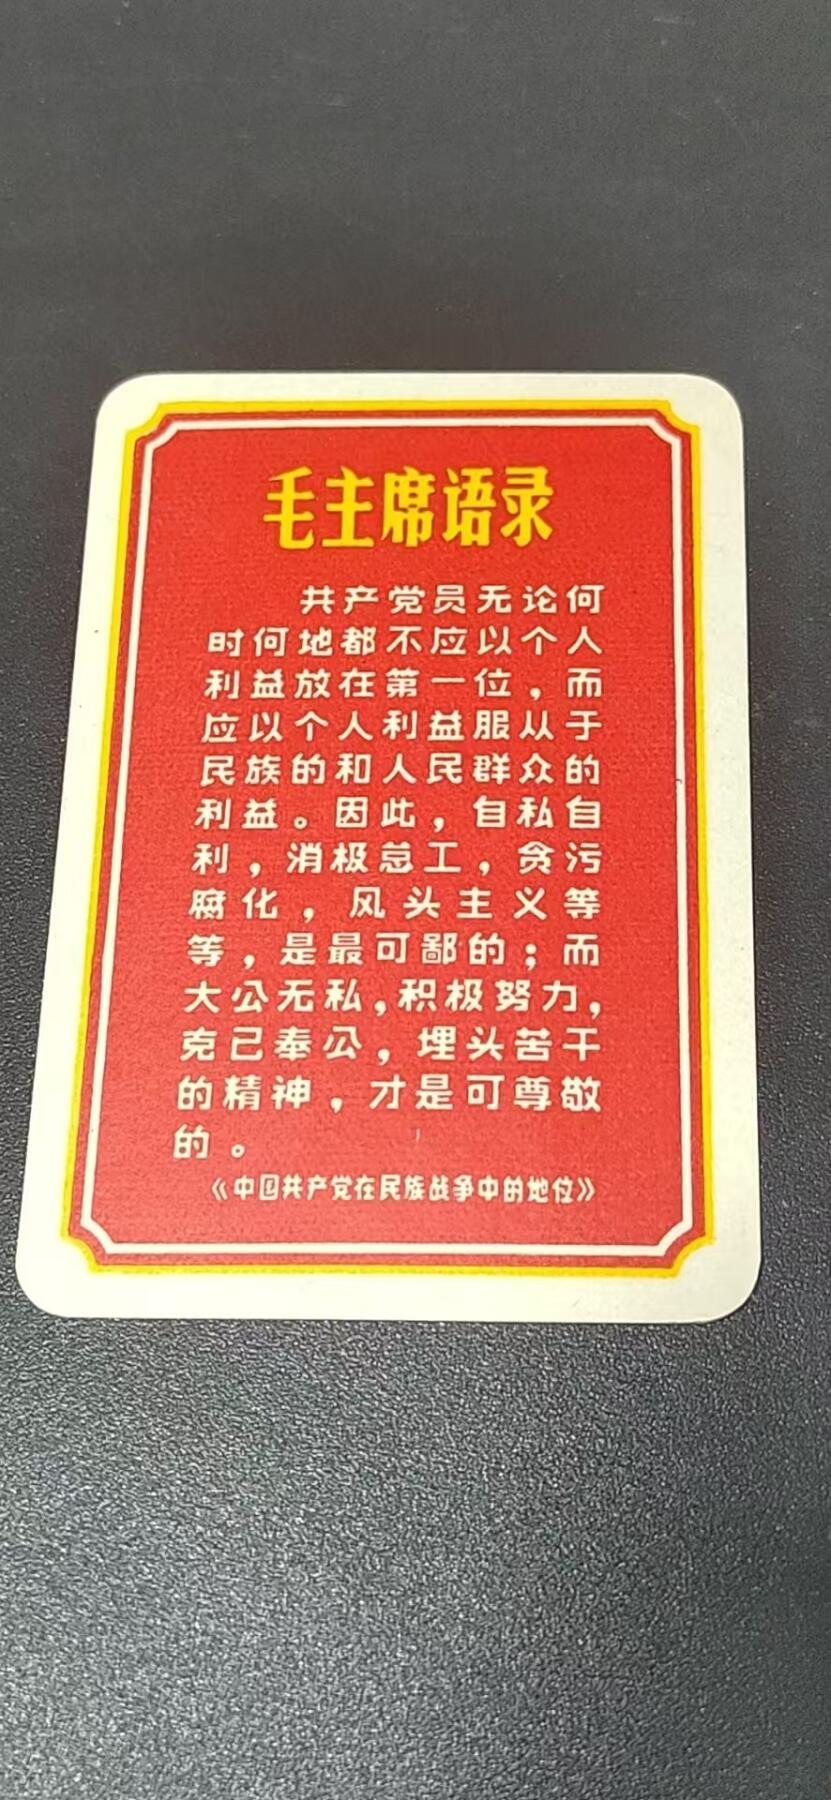 毛主席语录
共产党员无论何
时何地都不应以个人
利益放在第一位，而
应以个人利益服从于
民族的和人民群众的
利益。因此，自私自
利，消极怠工，贪污
腐化，风头主义等
等，是最可鄙的；而
大公无私，积极努力，
克己奉公，埋头苦干
的精神，才是可尊敬
的。
《中国共产党在民族战争中的地位》